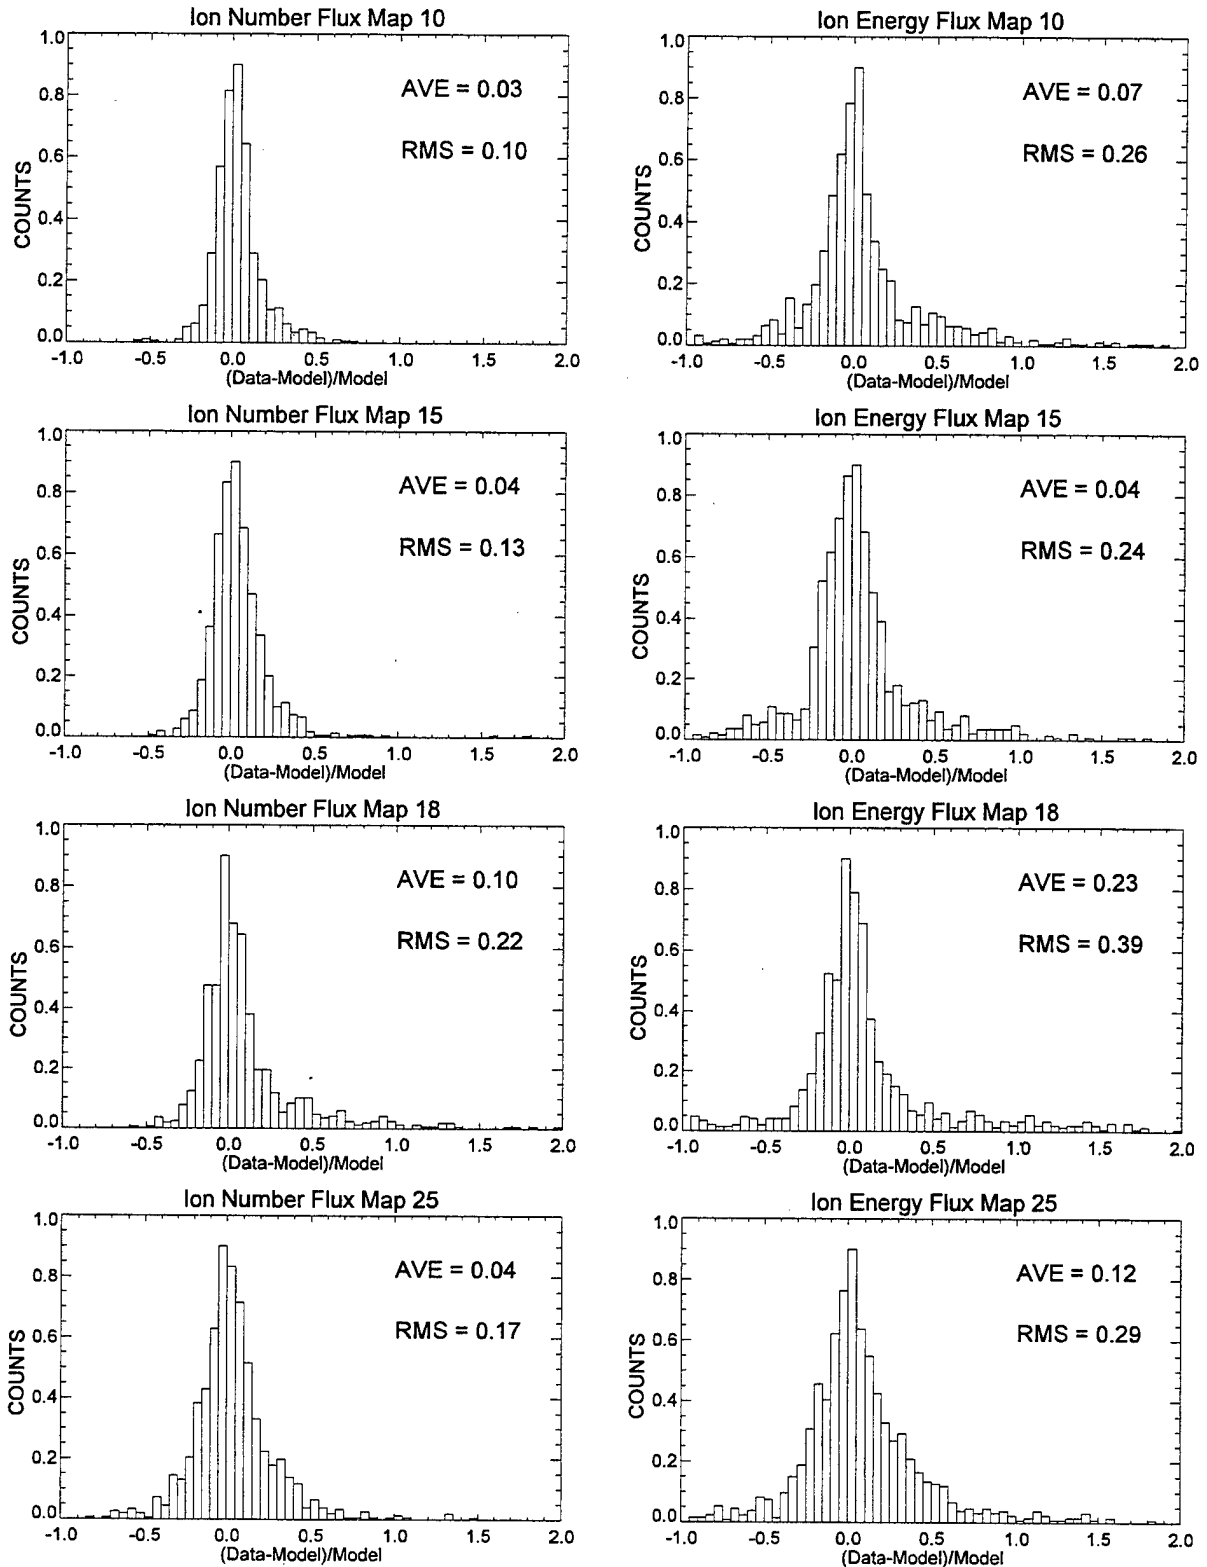 Ion Number Flux Map 10
1.0
0.8
0.6
0.4
0.2
0.0
COUNTS
AVE = 0.03
RMS = 0.10
-1.0 -0.5 0.0 0.5 1.0 1.5 2.0
(Data-Model)/Model
Ion Energy Flux Map 10
1.0
0.8
0.6
0.4
0.2
0.0
COUNTS
AVE = 0.07
RMS = 0.26
-1.0 -0.5 0.0 0.5 1.0 1.5 2.0
(Data-Model)/Model
Ion Number Flux Map 15
1.0
0.8
0.6
0.4
0.2
0.0
COUNTS
AVE = 0.04
RMS = 0.13
-1.0 -0.5 0.0 0.5 1.0 1.5 2.0
(Data-Model)/Model
Ion Energy Flux Map 15
1.0
0.8
0.6
0.4
0.2
0.0
COUNTS
AVE = 0.04
RMS = 0.24
-1.0 -0.5 0.0 0.5 1.0 1.5 2.0
(Data-Model)/Model
Ion Number Flux Map 18
1.0
0.8
0.6
0.4
0.2
0.0
COUNTS
AVE = 0.10
RMS = 0.22
-1.0 -0.5 0.0 0.5 1.0 1.5 2.0
(Data-Model)/Model
Ion Energy Flux Map 18
1.0
0.8
0.6
0.4
0.2
0.0
COUNTS
AVE = 0.23
RMS = 0.39
-1.0 -0.5 0.0 0.5 1.0 1.5 2.0
(Data-Model)/Model
Ion Number Flux Map 25
1.0
0.8
0.6
0.4
0.2
0.0
COUNTS
AVE = 0.04
RMS = 0.17
-1.0 -0.5 0.0 0.5 1.0 1.5 2.0
(Data-Model)/Model
Ion Energy Flux Map 25
1.0
0.8
0.6
0.4
0.2
0.0
COUNTS
AVE = 0.12
RMS = 0.29
-1.0 -0.5 0.0 0.5 1.0 1.5 2.0
(Data-Model)/Model